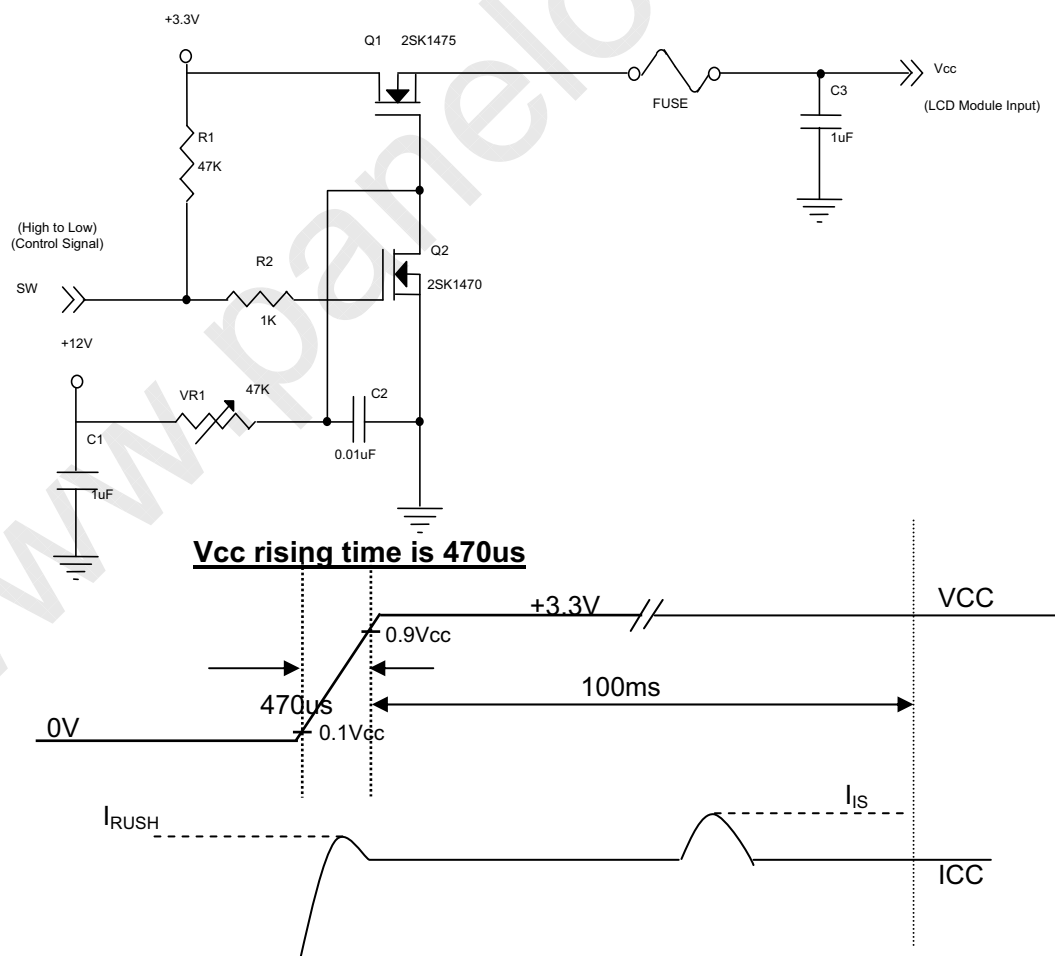 +3.3V
Q1 2SK1475
Vcc
FUSE
C3
(LCD Module Input)
R1
1uF
47K
(High to Low)
(Control Signal)
Q2
R2
SW
2SK1470
1K
+12V
VR1
47K
C2
C1
0.01uF
1uF
Vcc rising time is 470us
+3.3V
VCC
0.9Vcc
100ms
470us
0V
0.1Vcc
IIS
IRUSH
ICC
www.panelo